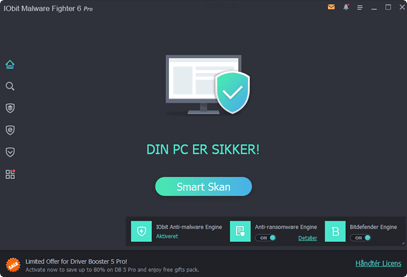 IObit Malware Fighter 6 Pro
DIN PC ER SIKKER!
Smart Skan
IObit Anti-malware Engine
Aktiveret
Anti-ransomware Engine
ON
Detaljer
Bitdefender Engine
ON
Limited Offer for Driver Booster 5 Pro!
Activate now to save up to 80% on DB 5 Pro and enjoy free gifts pack.
Håndtér Licens